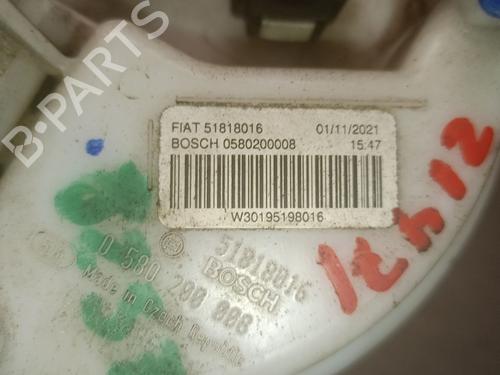 B-Parts
FIAT 51818016 01/11/2021
BOSCH 0580200008 15:47
W30195198016
51818016
BOSCH
0 580 200 008
Made in Czech Republic